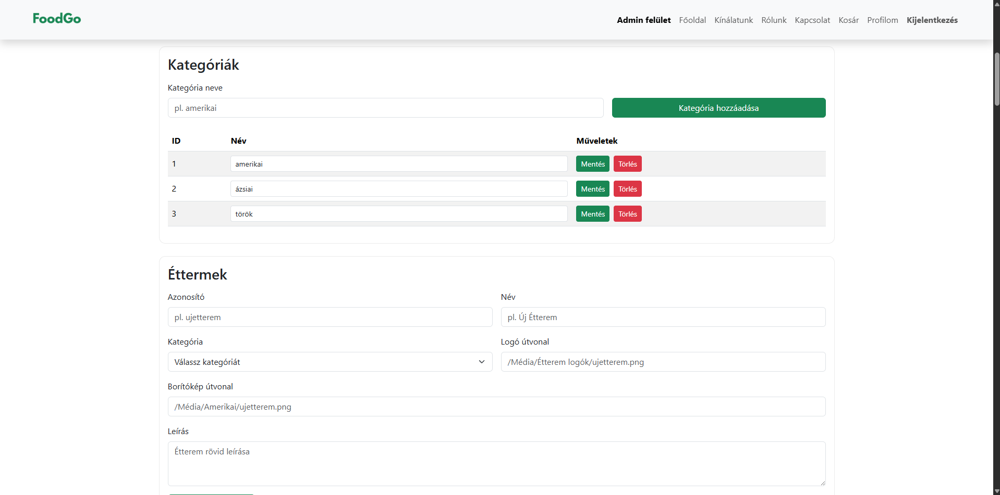 FoodGo
Admin felület Főoldal Kínálatunk Rólunk Kapcsolat Kosár Profilom Kijelentkezés
Kategóriák
Kategória neve
pl. amerikai
Kategória hozzáadása
ID Név Műveletek
1 amerikai Mentés Törlés
2 ázsiai Mentés Törlés
3 török Mentés Törlés
Éttermek
Azonosító Név
pl. ujetterem pl. Új Étterem
Kategória Logó útvonal
Válassz kategóriát /Média/Étterem logók/ujetterem.png
Borítókép útvonal
/Média/Amerikai/ujetterem.png
Leírás
Étterem rövid leírása